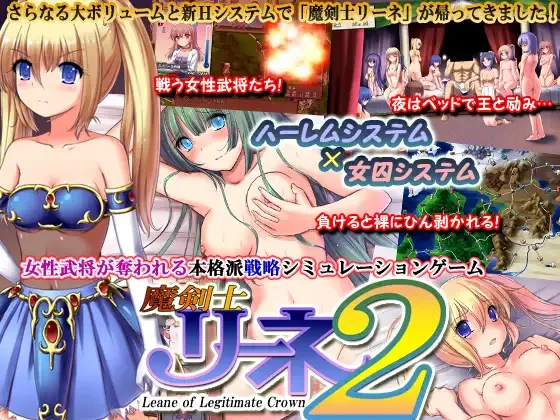 さらなる大ボリュームと新Hシステムで「魔剣士リーネ」が帰ってきました！
戦う女性武将たち！
夜はベッドで王と励み…
ハーレムシステム
×
女囚システム
負けると裸にひん剥かれる！
女性武将が奪われる本格派戦略シミュレーションゲーム
魔剣士
リーネ2
Leane of Legitimate Crown